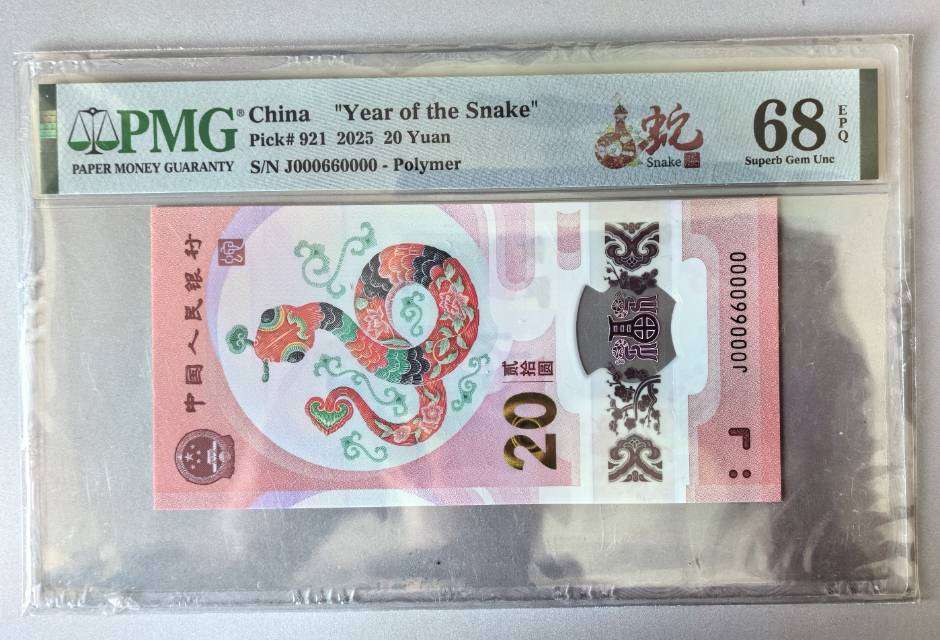 PMG® China "Year of the Snake"
Pick# 921 2025 20 Yuan
PAPER MONEY GUARANTY S/N J000660000 - Polymer
蛇
Snake
68 EPQ
Superb Gem Unc
中国人民银行
贰拾圆
20
J000660000